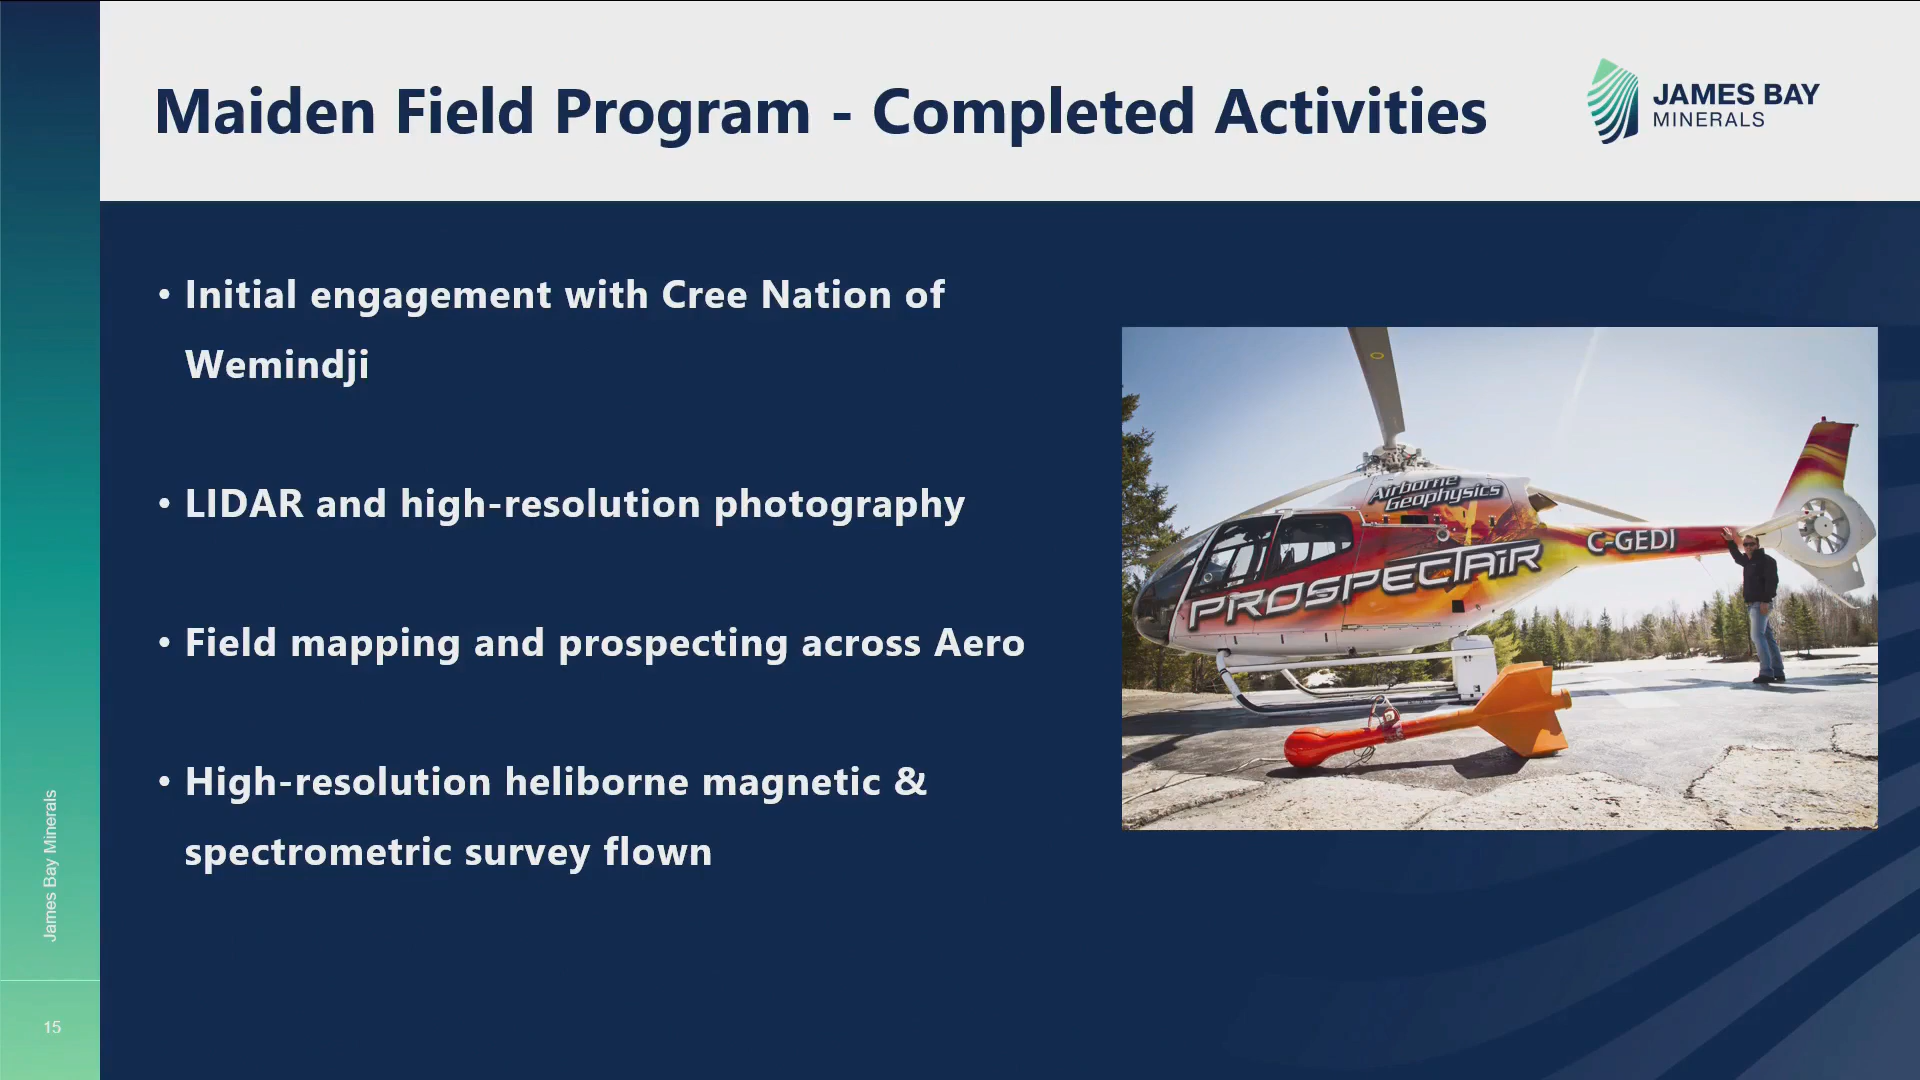 Maiden Field Program - Completed Activities
JAMES BAY
MINERALS
• Initial engagement with Cree Nation of
Wemindji
• LIDAR and high-resolution photography
• Field mapping and prospecting across Aero
• High-resolution heliborne magnetic &
spectrometric survey flown
Airborne
Geophysics
PROSPECTAIR
C-GEDI
James Bay Minerals
15